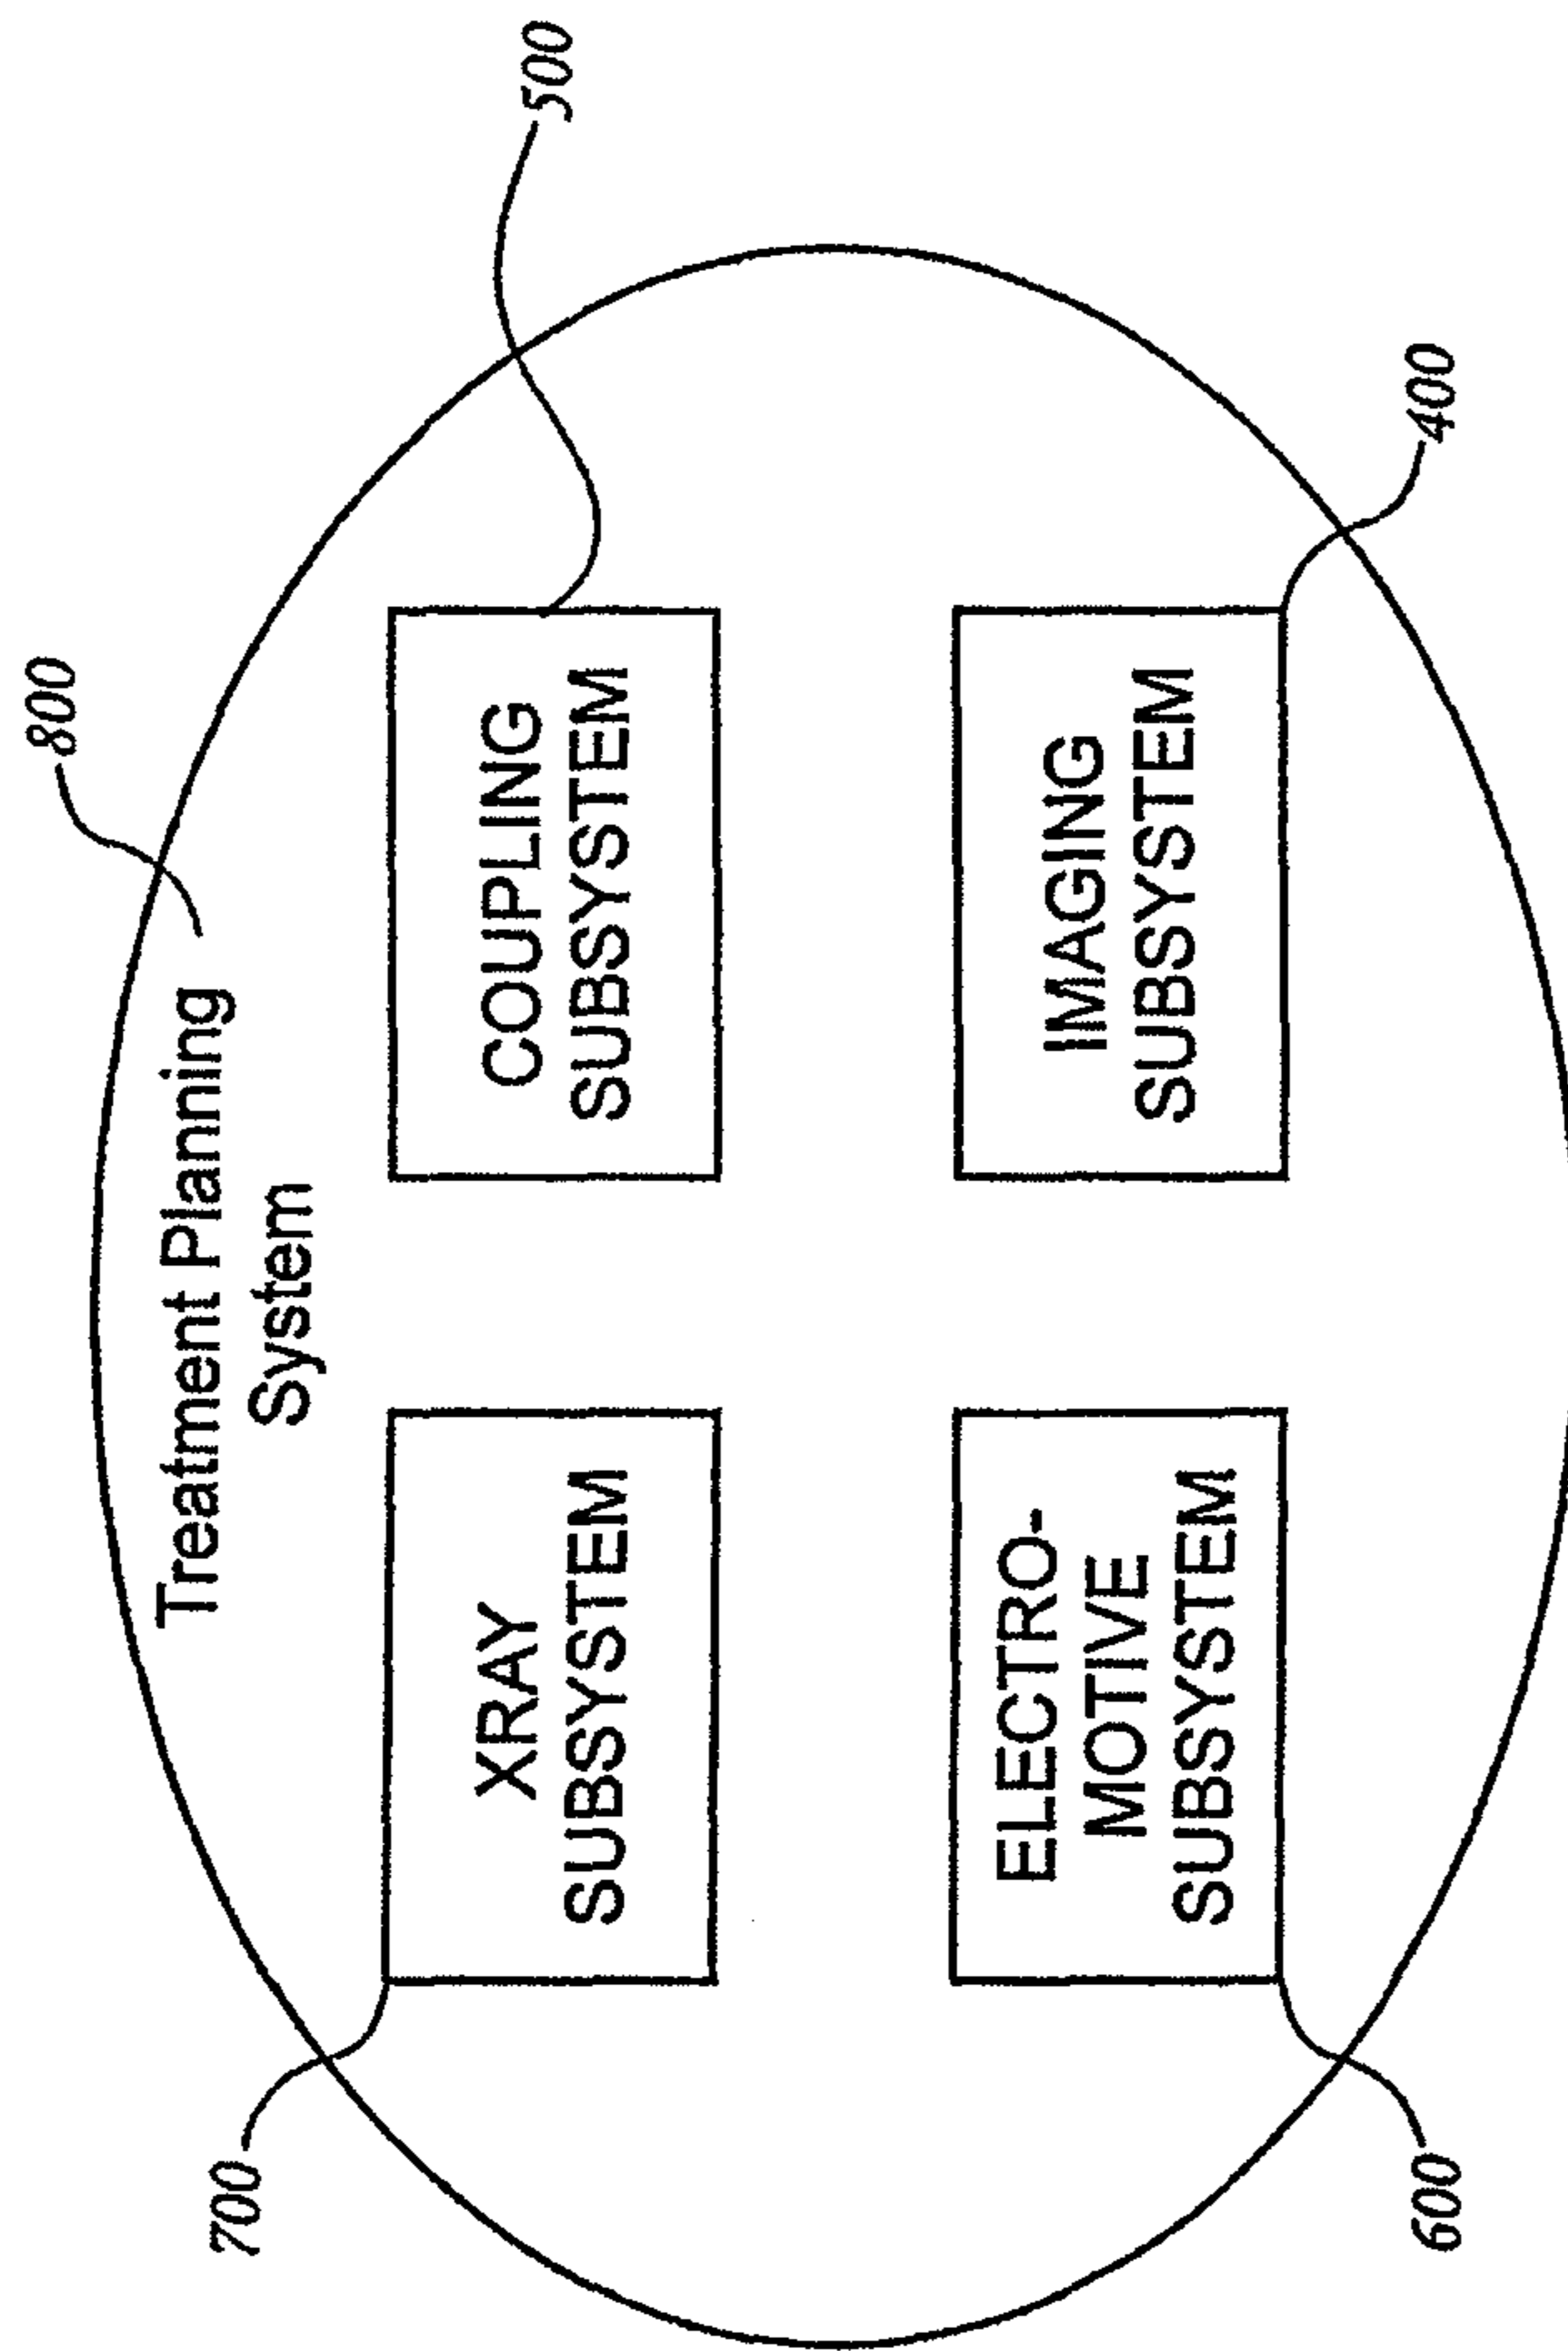 800
Treatment Planning
System
700
XRAY
SUBSYSTEM
COUPLING
SUBSYSTEM
500
ELECTRO-
MOTIVE
SUBSYSTEM
600
IMAGING
SUBSYSTEM
400